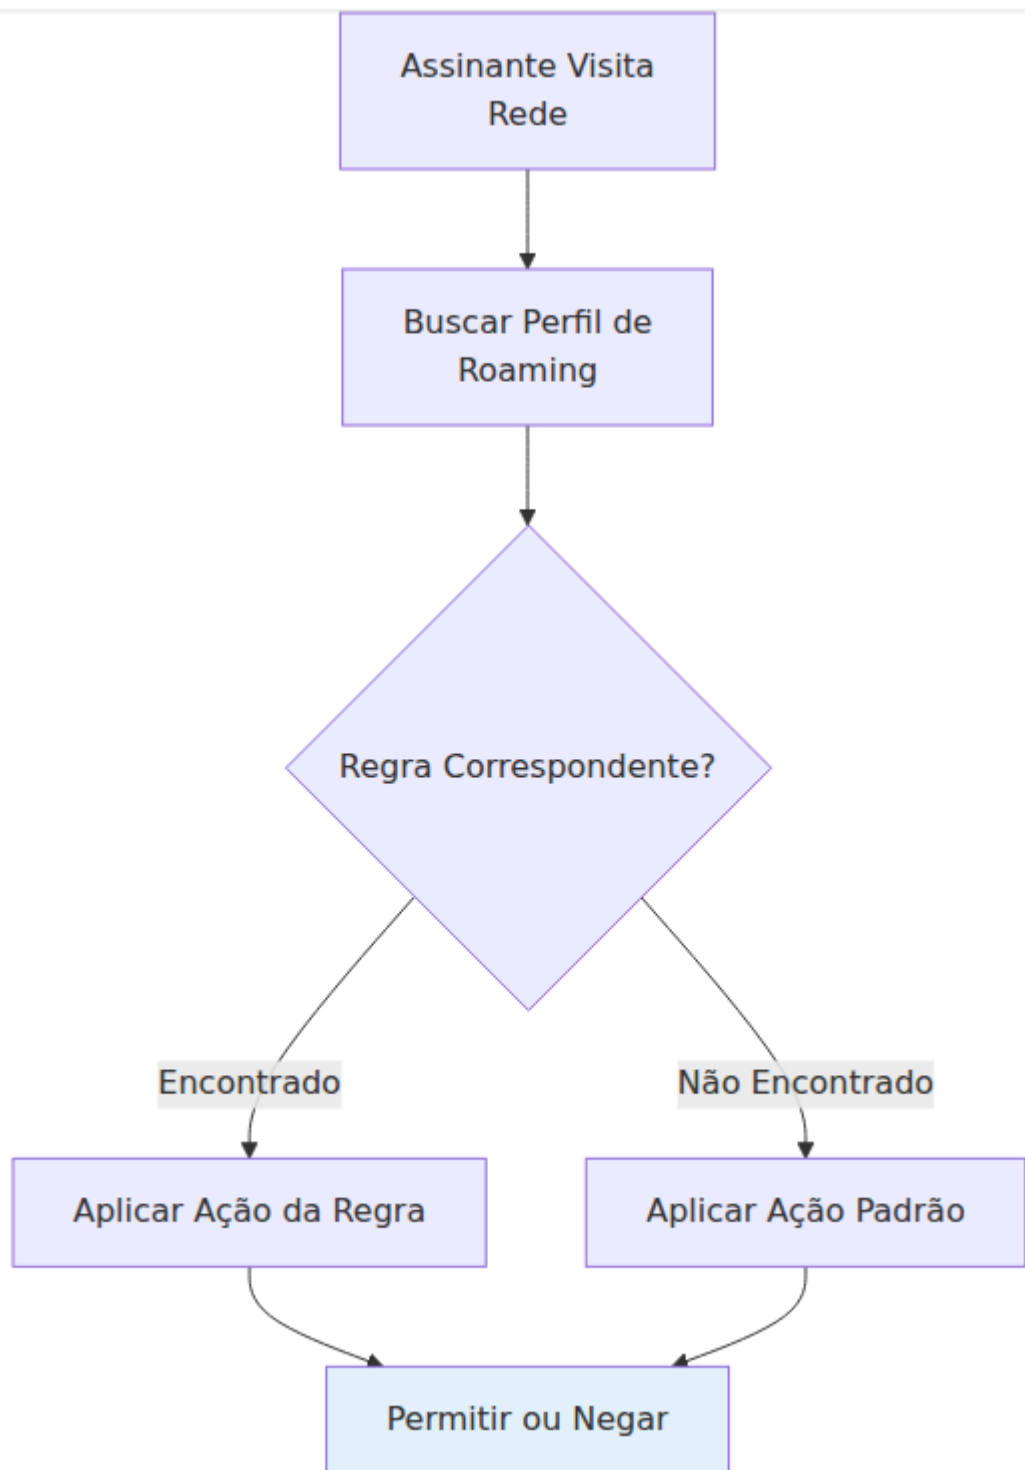 Assinante Visita
Rede
Buscar Perfil de
Roaming
Regra Correspondente?
Encontrado
Não Encontrado
Aplicar Ação da Regra
Aplicar Ação Padrão
Permitir ou Negar